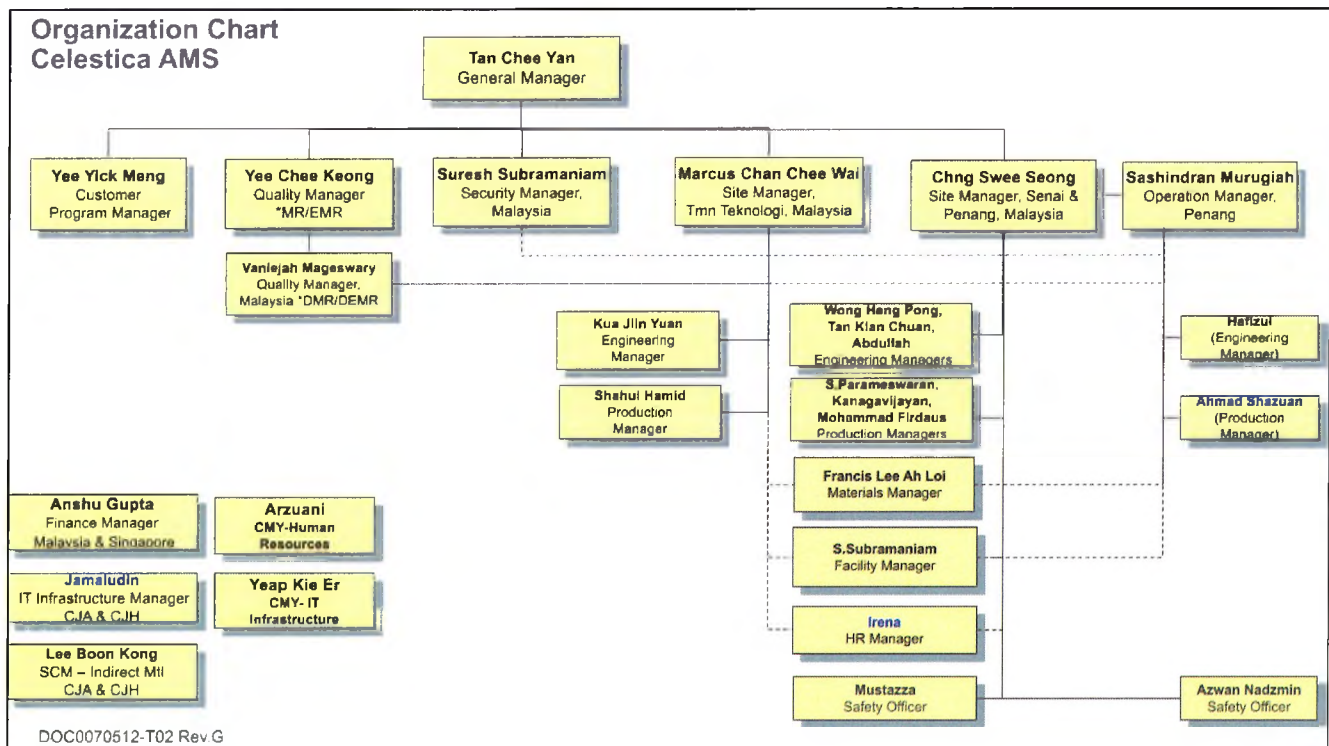 Organization Chart
Celestica AMS
Tan Chee Yan
General Manager
Yee Yick Meng
Customer
Program Manager
Yee Chee Keong
Quality Manager
*MR/EMR
Suresh Subramaniam
Security Manager,
Malaysia
Marcus Chan Chee Wai
Site Manager,
Tmn Teknologi, Malaysia
Chng Swee Seong
Site Manager, Senai &
Penang, Malaysia
Sashindran Murugiah
Operation Manager,
Penang
Vaniejah Mageswary
Quality Manager,
Malaysia *DMR/DEMR
Kua Jiin Yuan
Engineering
Manager
Wong Heng Pong,
Tan Kian Chuan,
Abdullah
Engineering Managers
Hafizul
(Engineering
Manager)
Shahul Hamid
Production
Manager
S.Parameswaran,
Kanagavijayan,
Mohammad Firdaus
Production Managers
Ahmad Shazuan
(Production
Manager)
Francis Lee Ah Loi
Materials Manager
Anshu Gupta
Finance Manager
Malaysia & Singapore
Arzuani
CMY-Human
Resources
S.Subramaniam
Facility Manager
Jamaludin
IT Infrastructure Manager
CJA & CJH
Yeap Kie Er
CMY- IT
Infrastructure
Irena
HR Manager
Lee Boon Kong
SCM – Indirect Mtl
CJA & CJH
Mustazza
Safety Officer
Azwan Nadzmin
Safety Officer
DOC0070512-T02 Rev.G